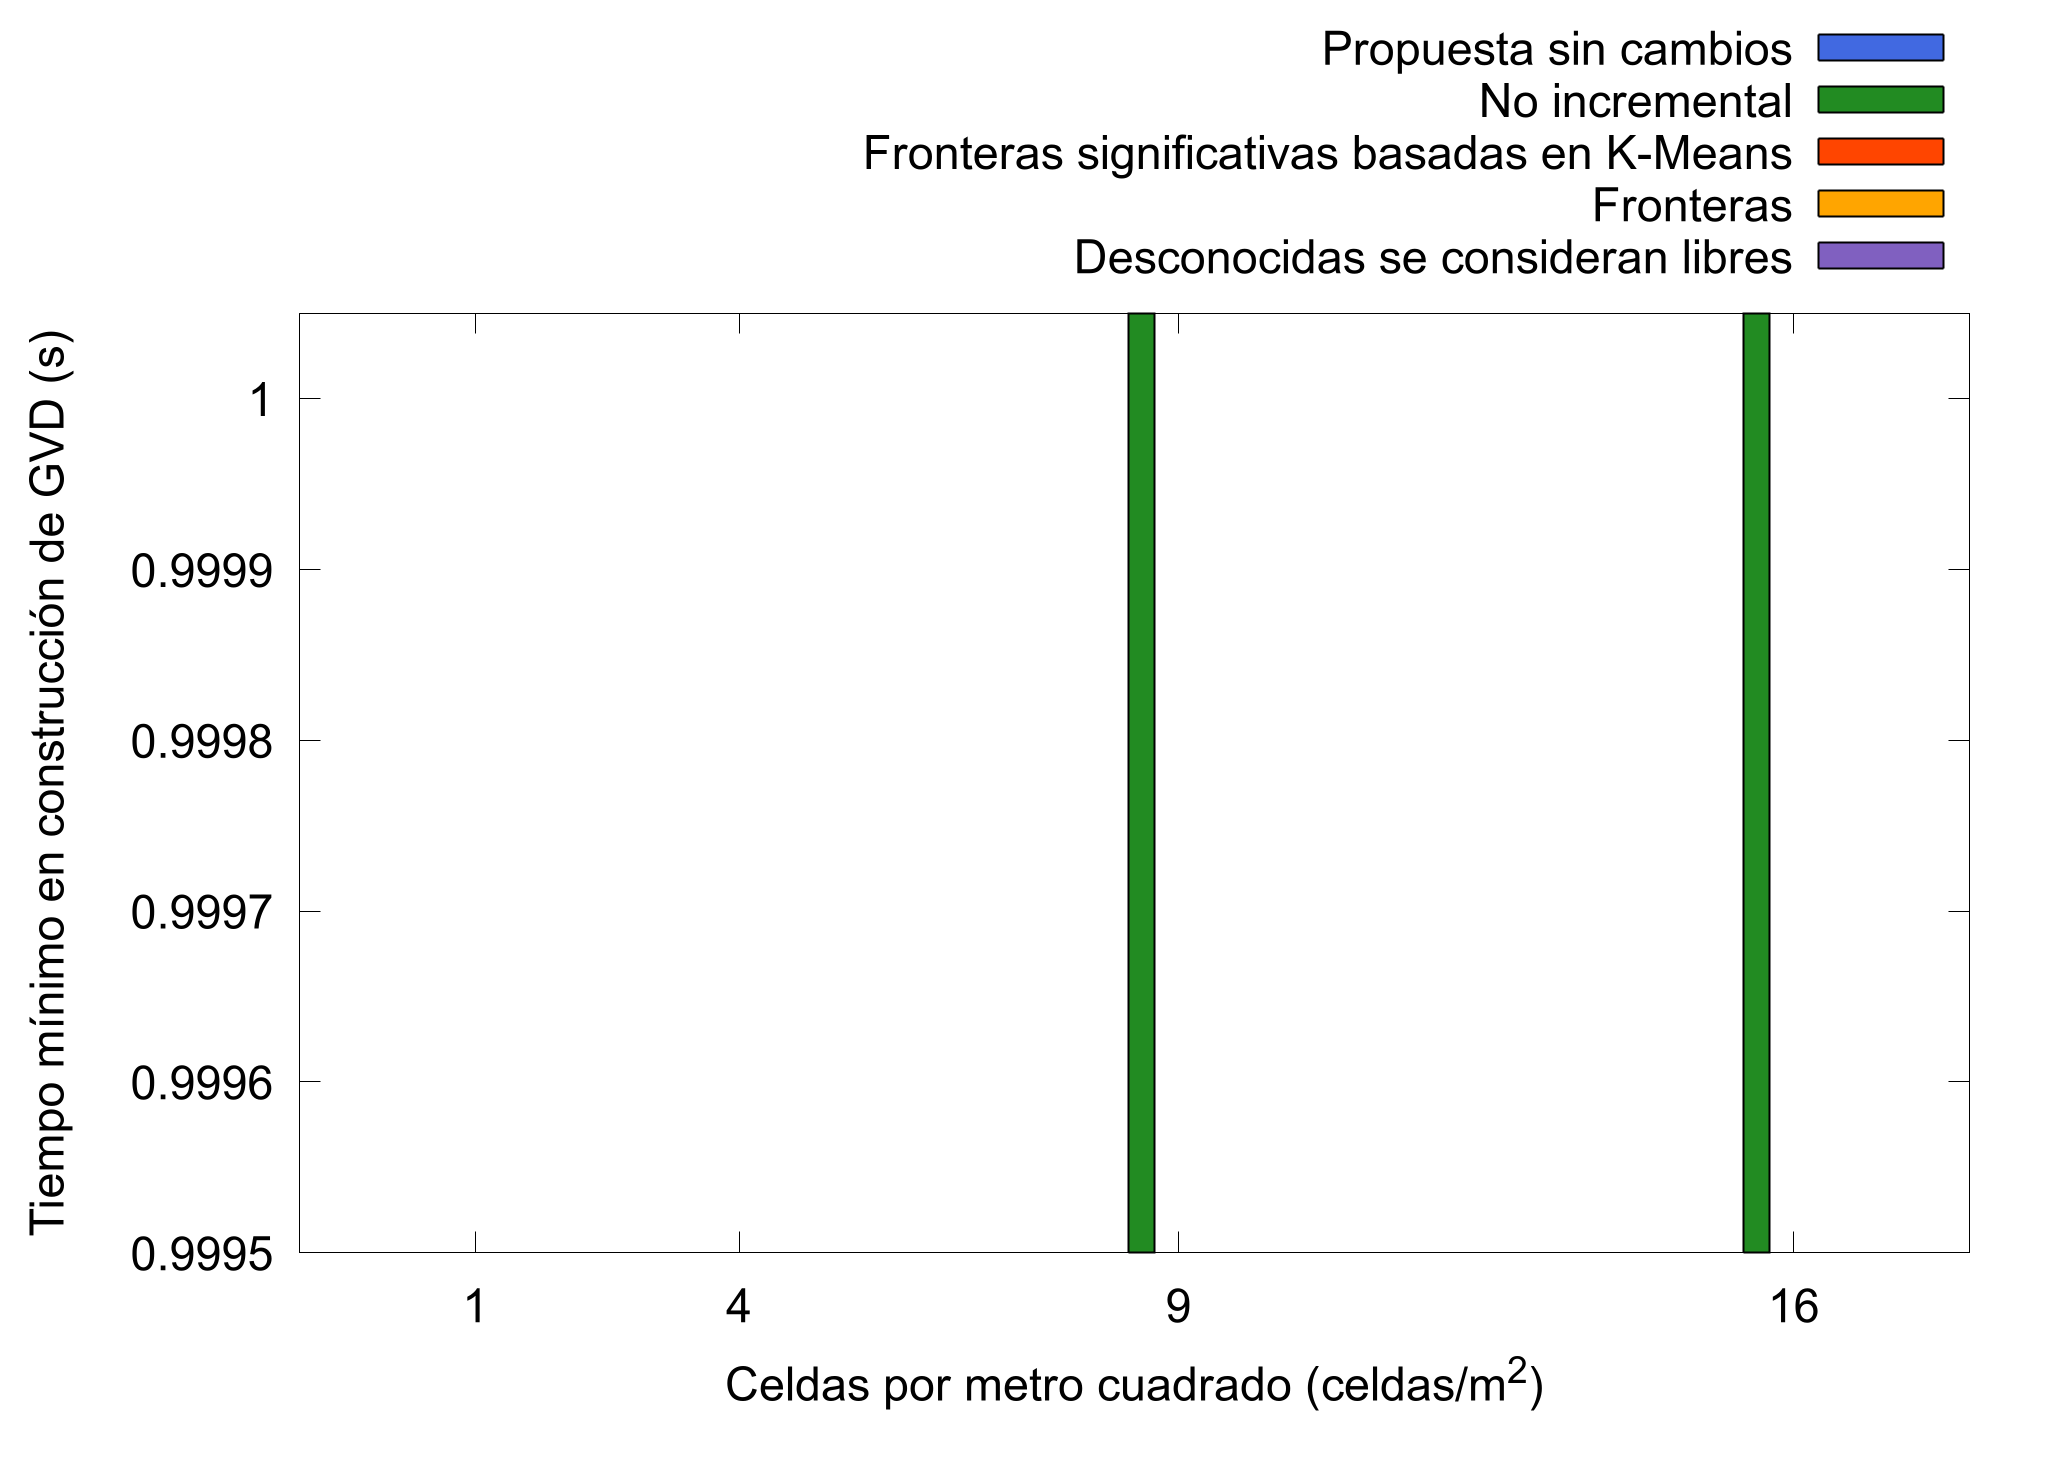 Propuesta sin cambios
No incremental
Fronteras significativas basadas en K-Means
Fronteras
Desconocidas se consideran libres
Tiempo mínimo en construcción de GVD (s)
1
0.9999
0.9998
0.9997
0.9996
0.9995
1 4 9 16
Celdas por metro cuadrado (celdas/m²)